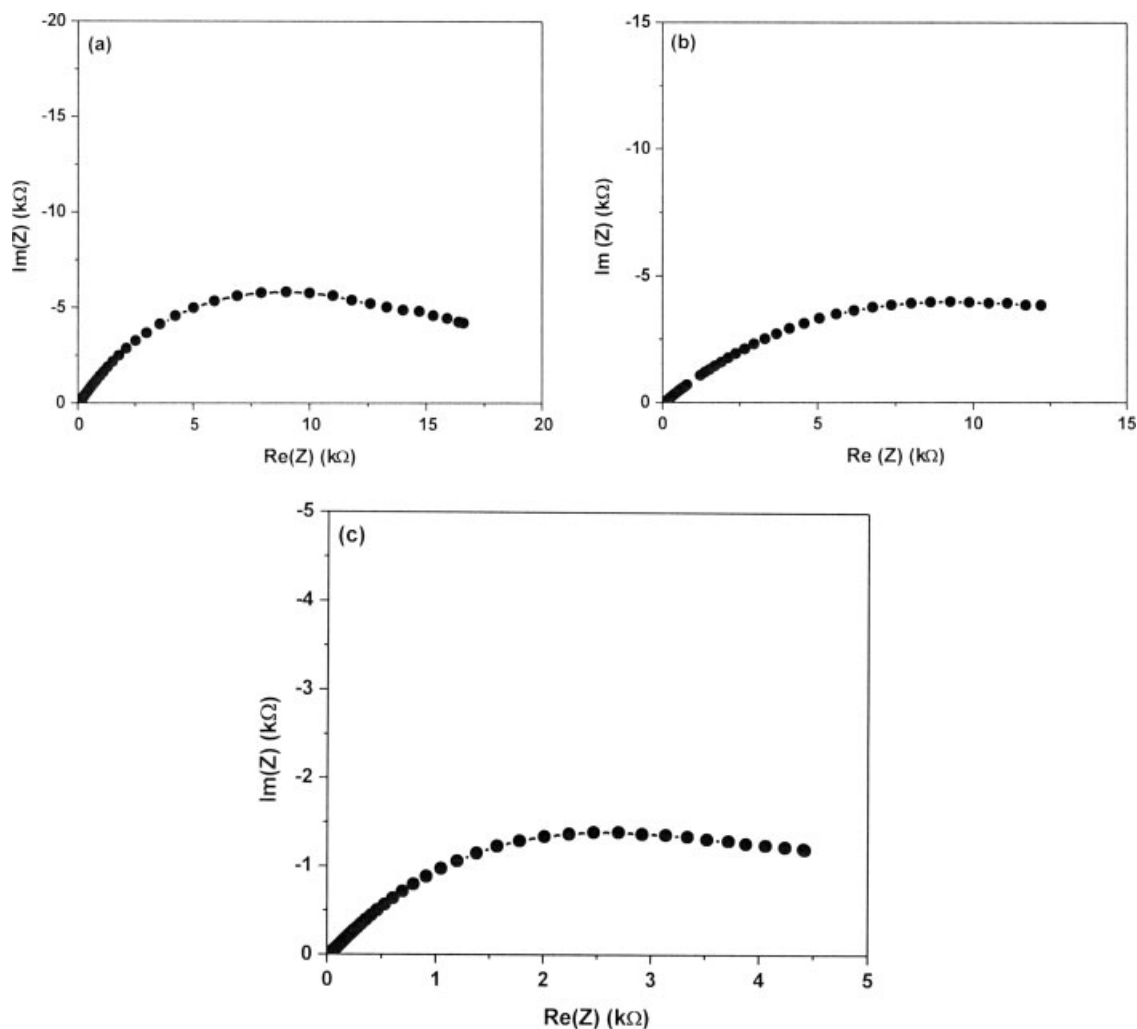 (a)
-20
-15
-10
-5
0
Im(Z) (kΩ)
0 5 10 15 20
Re(Z) (kΩ)
(b)
-15
-10
-5
0
Im (Z) (kΩ)
0 5 10 15
Re (Z) (kΩ)
(c)
-5
-4
-3
-2
-1
0
Im(Z) (kΩ)
0 1 2 3 4 5
Re(Z) (kΩ)